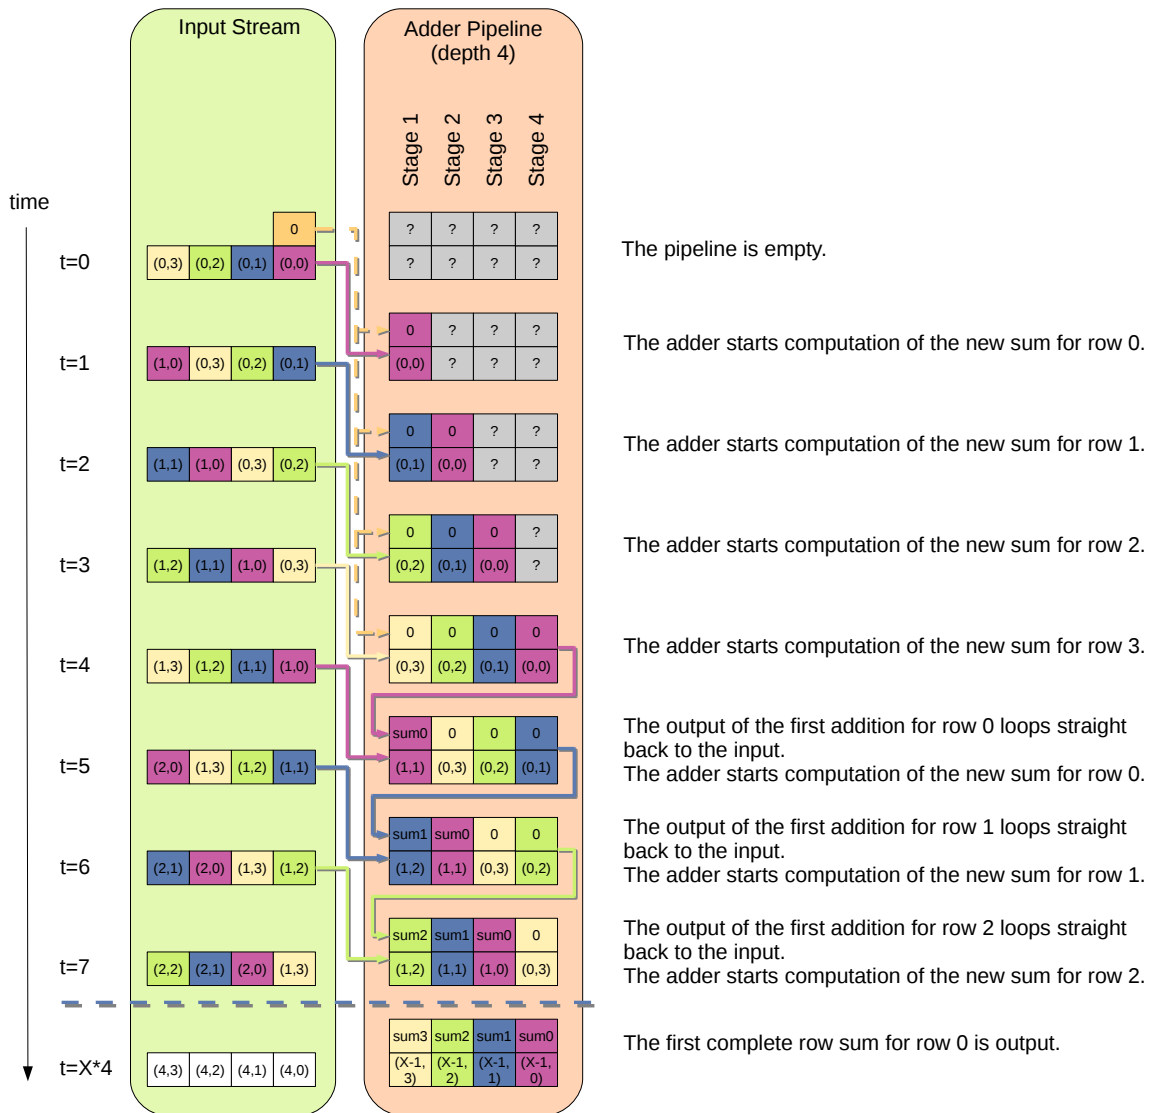 Input Stream
Adder Pipeline
(depth 4)
Stage 1
Stage 2
Stage 3
Stage 4
time
0 ? ? ? ?
t=0 (0,3) (0,2) (0,1) (0,0) ? ? ? ?
The pipeline is empty.
0 ? ? ?
t=1 (1,0) (0,3) (0,2) (0,1) (0,0) ? ? ?
The adder starts computation of the new sum for row 0.
0 0 ? ?
t=2 (1,1) (1,0) (0,3) (0,2) (0,1) (0,0) ? ?
The adder starts computation of the new sum for row 1.
0 0 0 ?
t=3 (1,2) (1,1) (1,0) (0,3) (0,2) (0,1) (0,0) ?
The adder starts computation of the new sum for row 2.
0 0 0 0
t=4 (1,3) (1,2) (1,1) (1,0) (0,3) (0,2) (0,1) (0,0)
The adder starts computation of the new sum for row 3.
sum0 0 0 0
t=5 (2,0) (1,3) (1,2) (1,1) (1,1) (0,3) (0,2) (0,1)
The output of the first addition for row 0 loops straight
back to the input.
The adder starts computation of the new sum for row 0.
sum1 sum0 0 0
t=6 (2,1) (2,0) (1,3) (1,2) (1,2) (1,1) (0,3) (0,2)
The output of the first addition for row 1 loops straight
back to the input.
The adder starts computation of the new sum for row 1.
sum2 sum1 sum0 0
t=7 (2,2) (2,1) (2,0) (1,3) (1,2) (1,1) (1,0) (0,3)
The output of the first addition for row 2 loops straight
back to the input.
The adder starts computation of the new sum for row 2.
sum3 sum2 sum1 sum0
t=X*4 (4,3) (4,2) (4,1) (4,0) (X-1, (X-1, (X-1, (X-1,
3) 2) 1) 0)
The first complete row sum for row 0 is output.